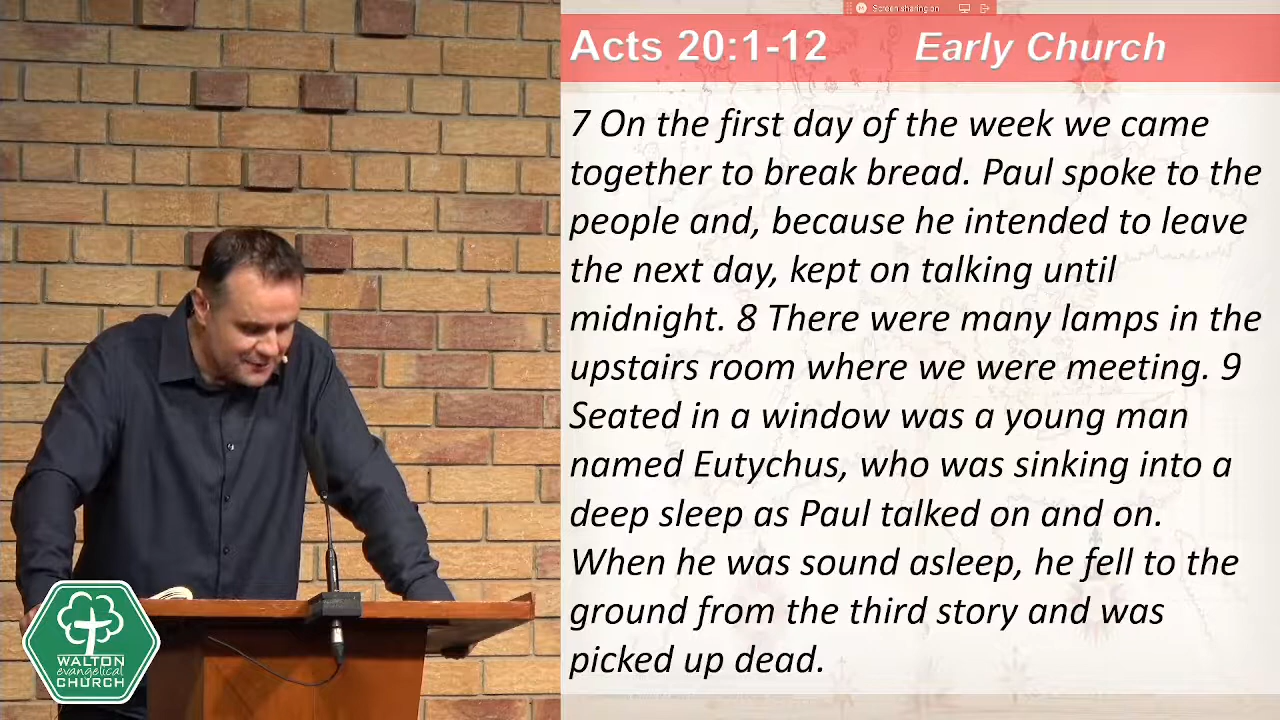 Screen sharing on
Acts 20:1-12 Early Church
7 On the first day of the week we came
together to break bread. Paul spoke to the
people and, because he intended to leave
the next day, kept on talking until
midnight. 8 There were many lamps in the
upstairs room where we were meeting. 9
Seated in a window was a young man
named Eutychus, who was sinking into a
deep sleep as Paul talked on and on.
When he was sound asleep, he fell to the
ground from the third story and was
picked up dead.
WALTON
evangelical
CHURCH